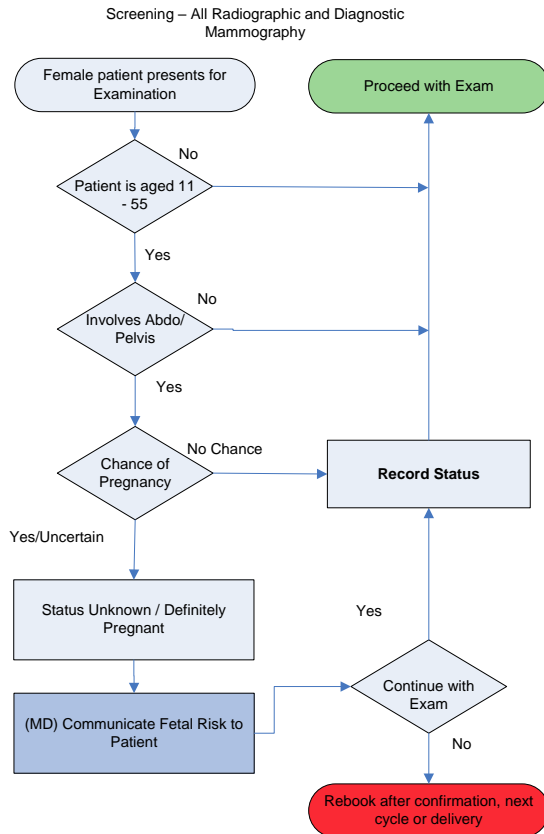 Screening – All Radiographic and Diagnostic
Mammography
Female patient presents for
Examination
Proceed with Exam
No
Patient is aged 11
- 55
Yes
No
Involves Abdo/
Pelvis
Yes
No Chance
Chance of
Pregnancy
Record Status
Yes/Uncertain
Status Unknown / Definitely
Pregnant
Yes
(MD) Communicate Fetal Risk to
Patient
Continue with
Exam
No
Rebook after confirmation, next
cycle or delivery